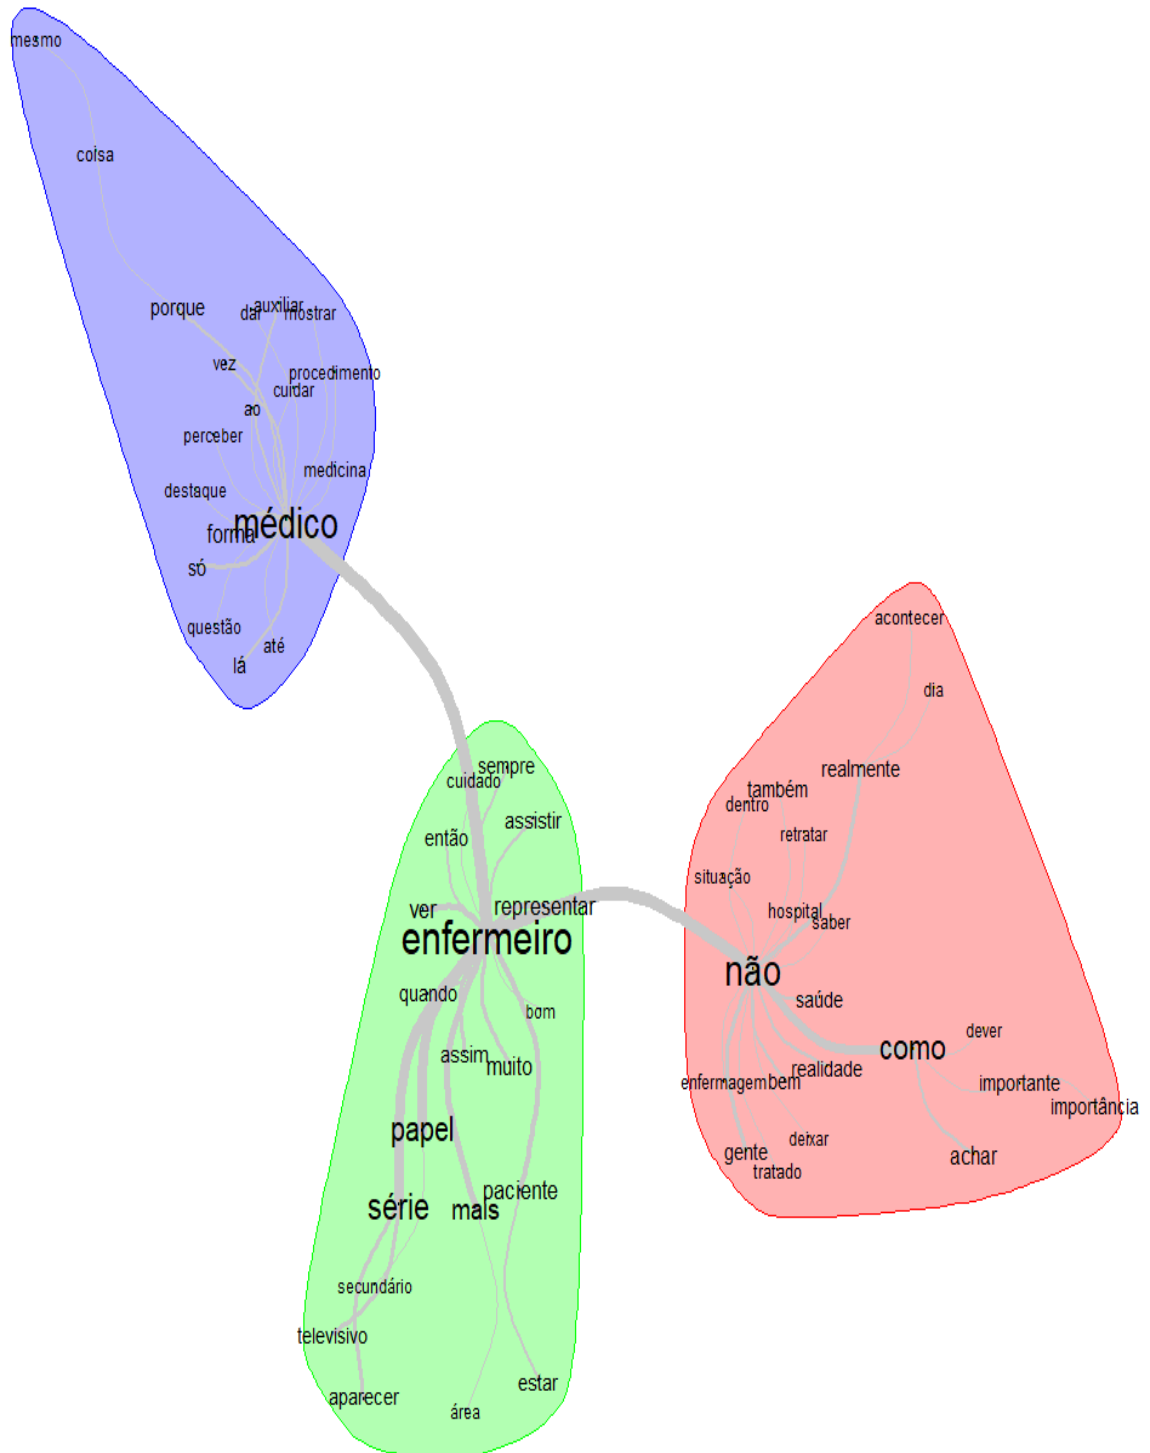 mesmo
coisa
porque
dar
auxiliar
mostrar
vez
procedimento
cuidar
ao
perceber
medicina
destaque
médico
forma
só
questão
até
lá
acontecer
dia
sempre
cuidado
realmente
também
dentro
assistir
então
retratar
situação
ver
representar
hospital
saber
enfermeiro
não
quando
saúde
bom
dever
como
assim
muito
realidade
enfermagem
bem
importante
importância
papel
deixar
gente
achar
tratado
paciente
série
mais
secundário
televisivo
estar
aparecer
área